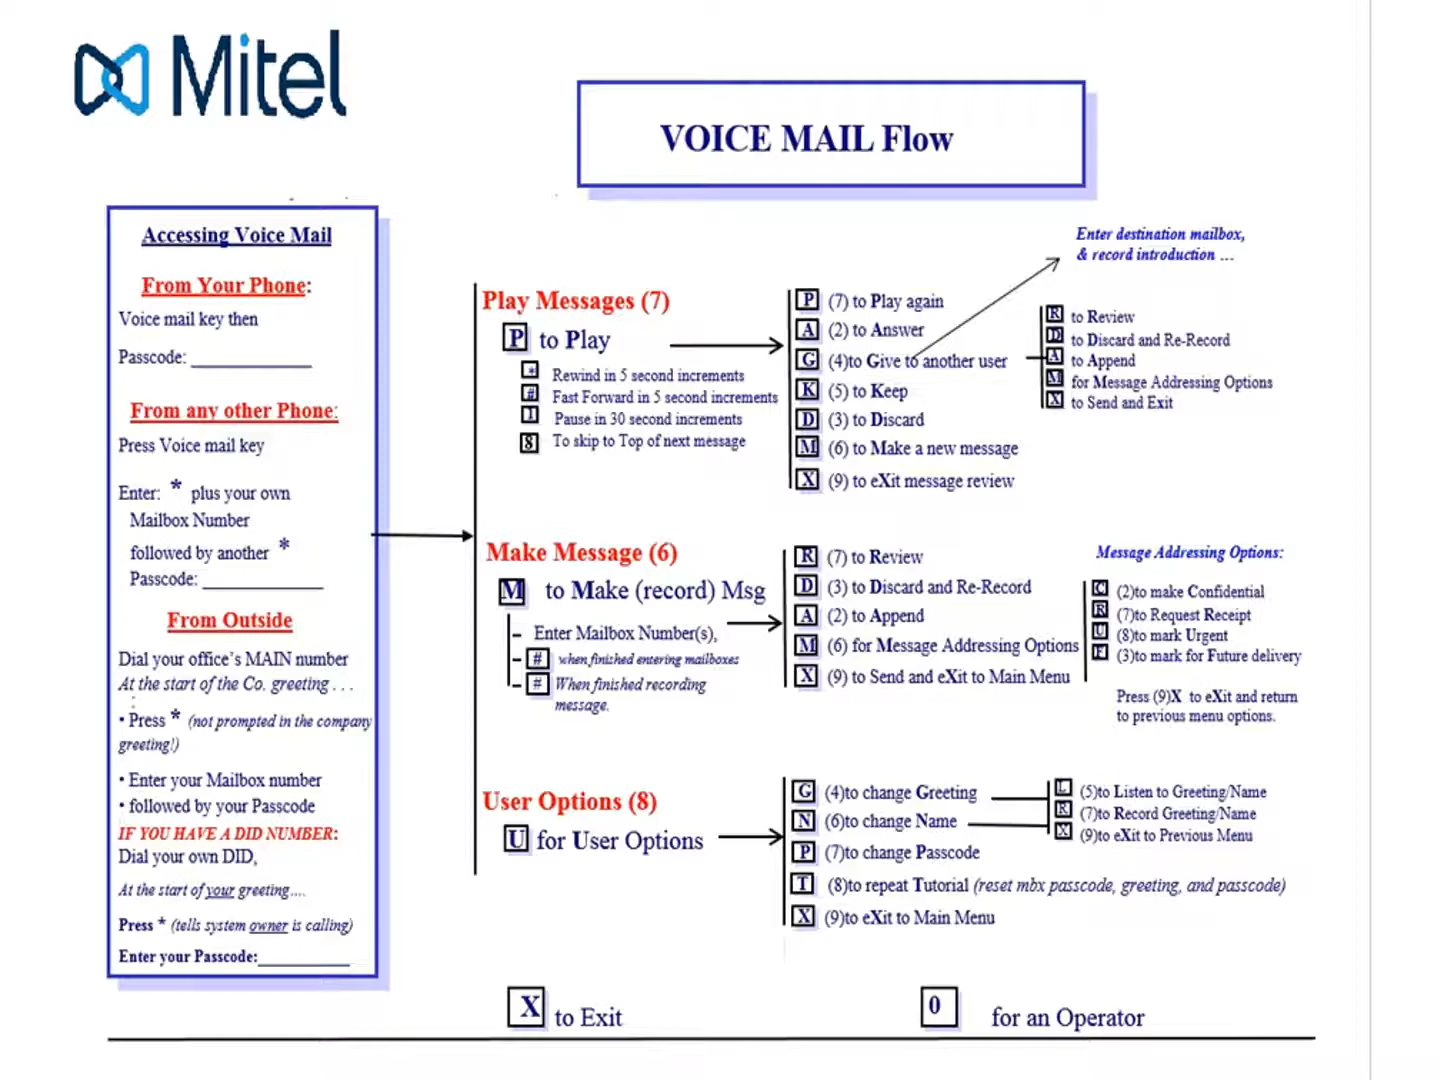 Mitel
VOICE MAIL Flow
Accessing Voice Mail
From Your Phone:
Voice mail key then
Passcode: ____________
From any other Phone:
Press Voice mail key
Enter: * plus your own
Mailbox Number
followed by another *
Passcode: ____________
From Outside
Dial your office's MAIN number
At the start of the Co. greeting . . .
• Press * (not prompted in the company
greeting!)
• Enter your Mailbox number
• followed by your Passcode
IF YOU HAVE A DID NUMBER:
Dial your own DID,
At the start of your greeting....
Press * (tells system owner is calling)
Enter your Passcode:____________
Play Messages (7)
P to Play
* Rewind in 5 second increments
# Fast Forward in 5 second increments
1 Pause in 30 second increments
8 To skip to Top of next message
P (7) to Play again
A (2) to Answer
G (4)to Give to another user
K (5) to Keep
D (3) to Discard
M (6) to Make a new message
X (9) to eXit message review
Enter destination mailbox,
& record introduction ...
R to Review
D to Discard and Re-Record
A to Append
M for Message Addressing Options
X to Send and Exit
Make Message (6)
M to Make (record) Msg
– Enter Mailbox Number(s),
– # when finished entering mailboxes
– # When finished recording
message.
R (7) to Review
D (3) to Discard and Re-Record
A (2) to Append
M (6) for Message Addressing Options
X (9) to Send and eXit to Main Menu
Message Addressing Options:
C (2)to make Confidential
R (7)to Request Receipt
U (8)to mark Urgent
F (3)to mark for Future delivery
Press (9)X to eXit and return
to previous menu options.
User Options (8)
U for User Options
G (4)to change Greeting
N (6)to change Name
P (7)to change Passcode
T (8)to repeat Tutorial (reset mbx passcode, greeting, and passcode)
X (9)to eXit to Main Menu
L (5)to Listen to Greeting/Name
R (7)to Record Greeting/Name
X (9)to eXit to Previous Menu
X to Exit
0 for an Operator